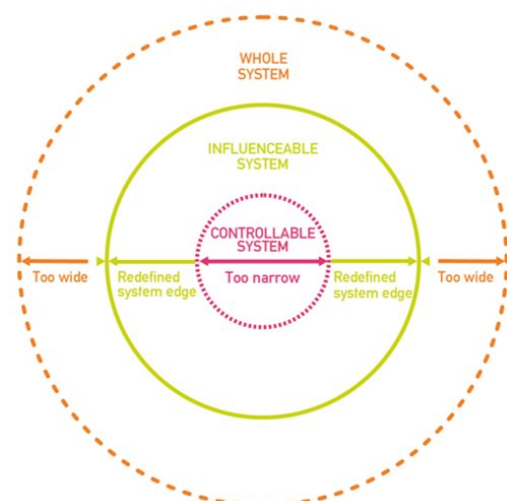 WHOLE
SYSTEM
INFLUENCEABLE
SYSTEM
CONTROLLABLE
SYSTEM
Too wide
Redefined
system edge
Too narrow
Redefined
system edge
Too wide